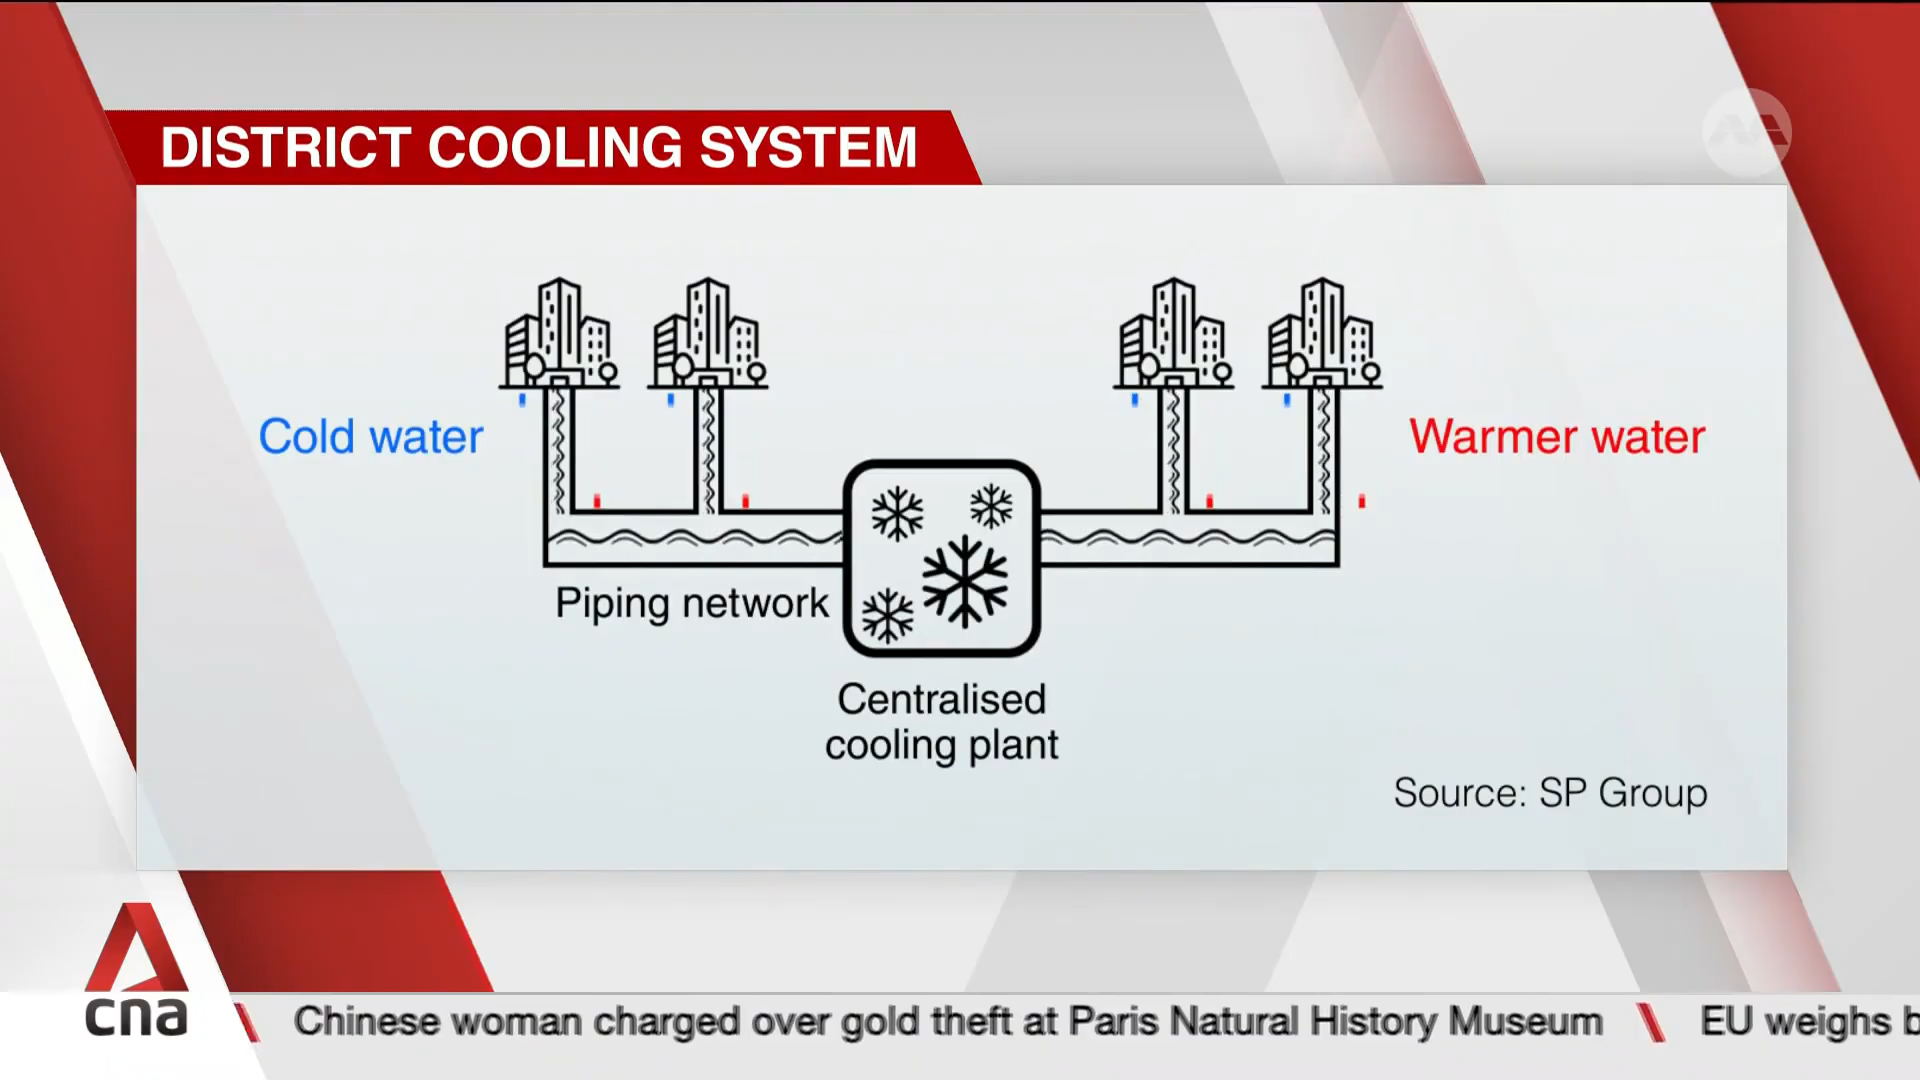 DISTRICT COOLING SYSTEM
Cold water
Warmer water
Piping network
Centralised
cooling plant
Source: SP Group
cna
Chinese woman charged over gold theft at Paris Natural History Museum
EU weighs